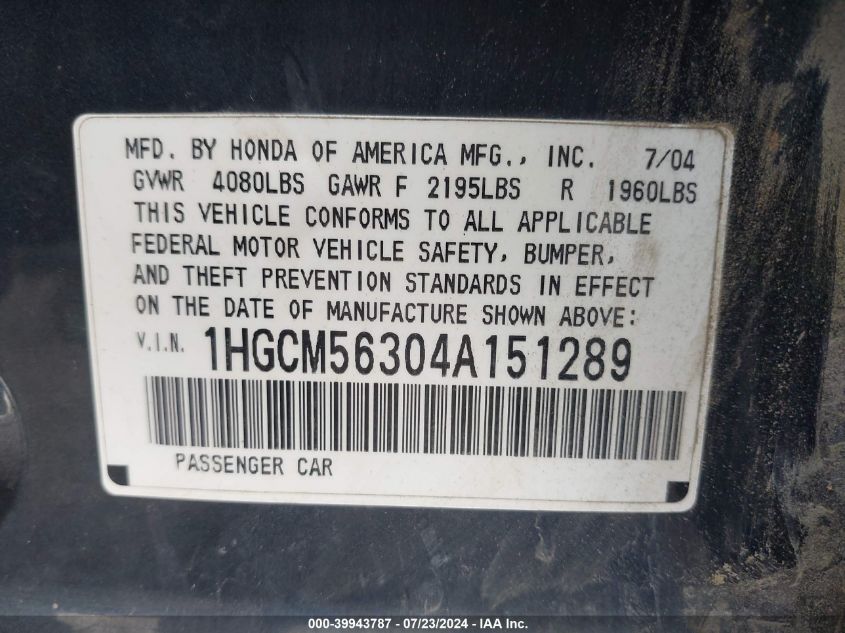 MFD. BY HONDA OF AMERICA MFG., INC. 7/04
GVWR 4080LBS GAWR F 2195LBS R 1960LBS
THIS VEHICLE CONFORMS TO ALL APPLICABLE
FEDERAL MOTOR VEHICLE SAFETY, BUMPER,
AND THEFT PREVENTION STANDARDS IN EFFECT
ON THE DATE OF MANUFACTURE SHOWN ABOVE:
V.I.N. 1HGCM56304A151289
PASSENGER CAR
000-39943787 - 07/23/2024 - IAA Inc.